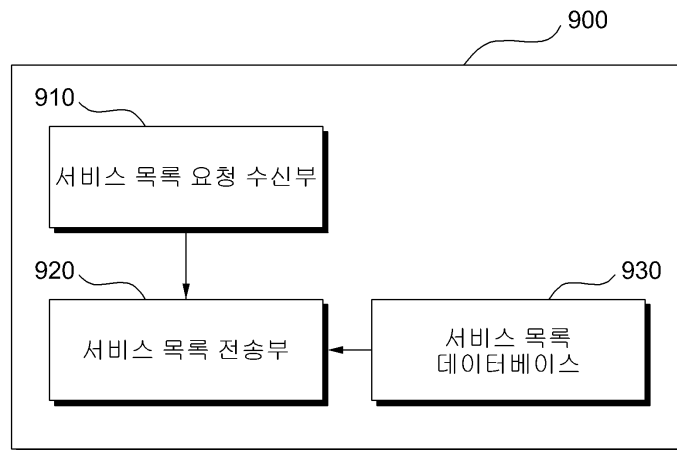 900
910
서비스 목록 요청 수신부
920
서비스 목록 전송부
930
서비스 목록
데이터베이스